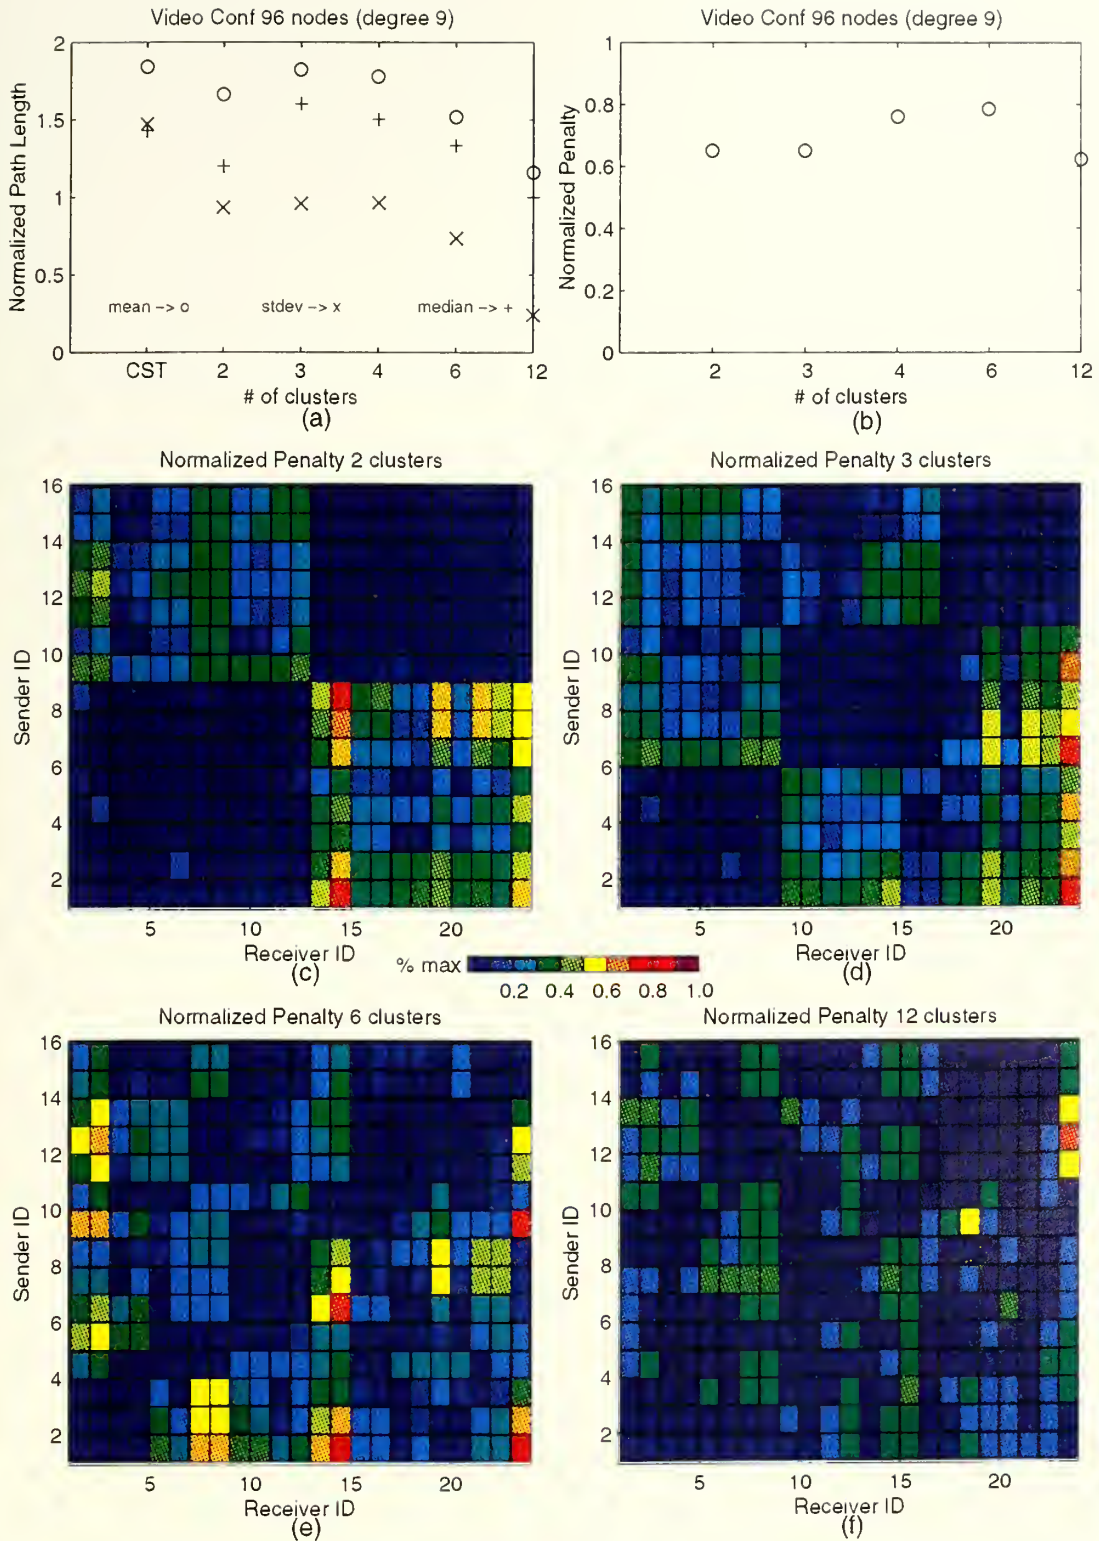 Video Conf 96 nodes (degree 9)
2
1.5
1
0.5
0
Normalized Path Length
mean -> o
stdev -> x
median -> +
CST 2 3 4 6 12
# of clusters
(a)
Video Conf 96 nodes (degree 9)
1
0.8
0.6
0.4
0.2
0
Normalized Penalty
2 3 4 6 12
# of clusters
(b)
Normalized Penalty 2 clusters
16
14
12
10
8
6
4
2
Sender ID
5 10 15 20
Receiver ID
(c)
Normalized Penalty 3 clusters
16
14
12
10
8
6
4
2
Sender ID
5 10 15 20
Receiver ID
(d)
% max
0.2 0.4 0.6 0.8 1.0
Normalized Penalty 6 clusters
16
14
12
10
8
6
4
2
Sender ID
5 10 15 20
Receiver ID
(e)
Normalized Penalty 12 clusters
16
14
12
10
8
6
4
2
Sender ID
5 10 15 20
Receiver ID
(f)